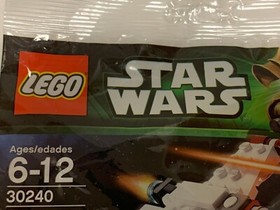 LEGO
STAR
WARS
Ages/edades
6-12
30240